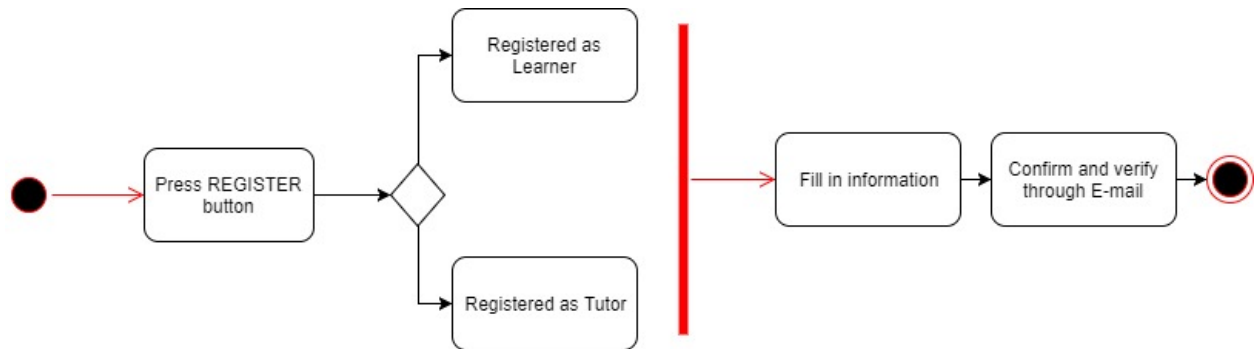 Registered as
Learner
Press REGISTER
button
Registered as Tutor
Fill in information
Confirm and verify
through E-mail